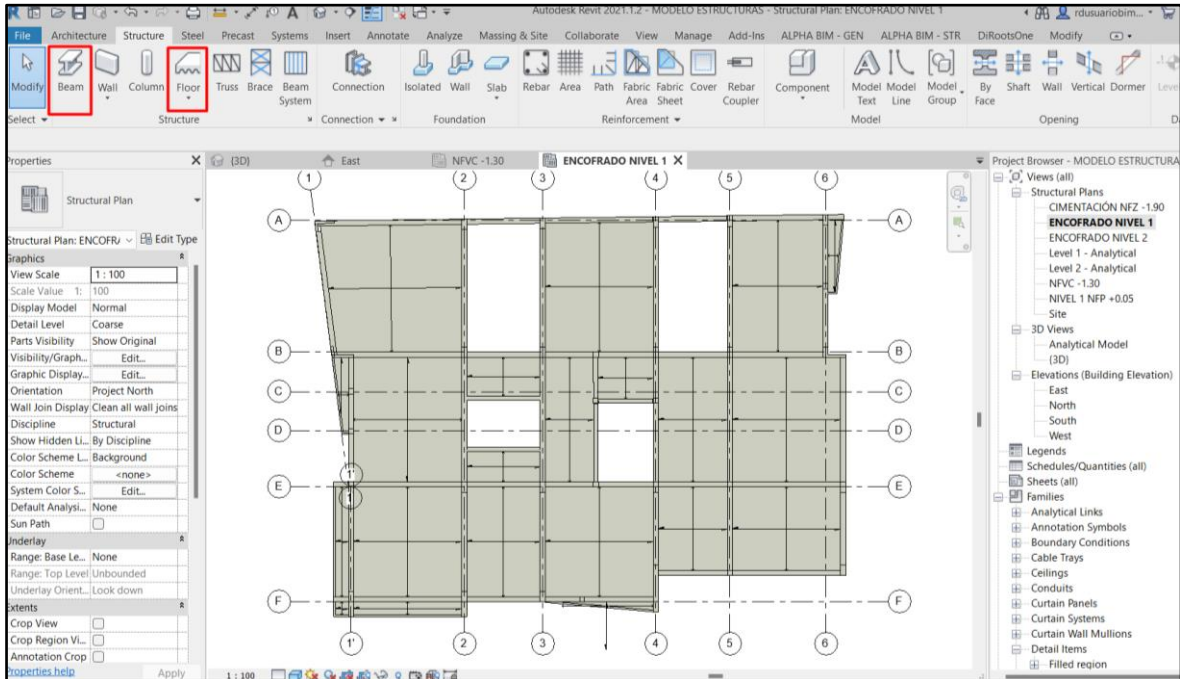 Autodesk Revit 2021.1.2 - MODELO ESTRUCTURAS - Structural Plan: ENCOFRADO NIVEL 1
rdusuariobim...
File Architecture Structure Steel Precast Systems Insert Annotate Analyze Massing & Site Collaborate View Manage Add-Ins ALPHA BIM - GEN ALPHA BIM - STR DiRootsOne Modify
Modify Beam Wall Column Floor Truss Brace Beam System Connection Isolated Wall Slab Rebar Area Path Fabric Area Fabric Sheet Cover Rebar Coupler Component Model Text Model Line Model Group By Face Shaft Wall Vertical Dormer
Select Structure Connection Foundation Reinforcement Model Opening
Properties X
(3D) East NFVC -1.30 ENCOFRADO NIVEL 1 X
Project Browser - MODELO ESTRUCTURA
Structural Plan
Structural Plan: ENCOFR Edit Type
Graphics
View Scale 1 : 100
Scale Value 1: 100
Display Model Normal
Detail Level Coarse
Parts Visibility Show Original
Visibility/Graph... Edit...
Graphic Display... Edit...
Orientation Project North
Wall Join Display Clean all wall joins
Discipline Structural
Show Hidden Li... By Discipline
Color Scheme L... Background
Color Scheme <none>
System Color S... Edit...
Default Analysi... None
Sun Path
Underlay
Range: Base Le... None
Range: Top Level Unbounded
Underlay Orient... Look down
Extents
Crop View
Crop Region Vi...
Annotation Crop
Properties help Apply
1 2 3 4 5 6
A A
B B
C C
D D
1'
E E
1
F F
1' 2 3 4 5 6
1 : 100
Views (all)
Structural Plans
CIMENTACIÓN NFZ -1.90
ENCOFRADO NIVEL 1
ENCOFRADO NIVEL 2
Level 1 - Analytical
Level 2 - Analytical
NFVC -1.30
NIVEL 1 NFP +0.05
Site
3D Views
Analytical Model
{3D}
Elevations (Building Elevation)
East
North
South
West
Legends
Schedules/Quantities (all)
Sheets (all)
Families
Analytical Links
Annotation Symbols
Boundary Conditions
Cable Trays
Ceilings
Conduits
Curtain Panels
Curtain Systems
Curtain Wall Mullions
Detail Items
Filled region